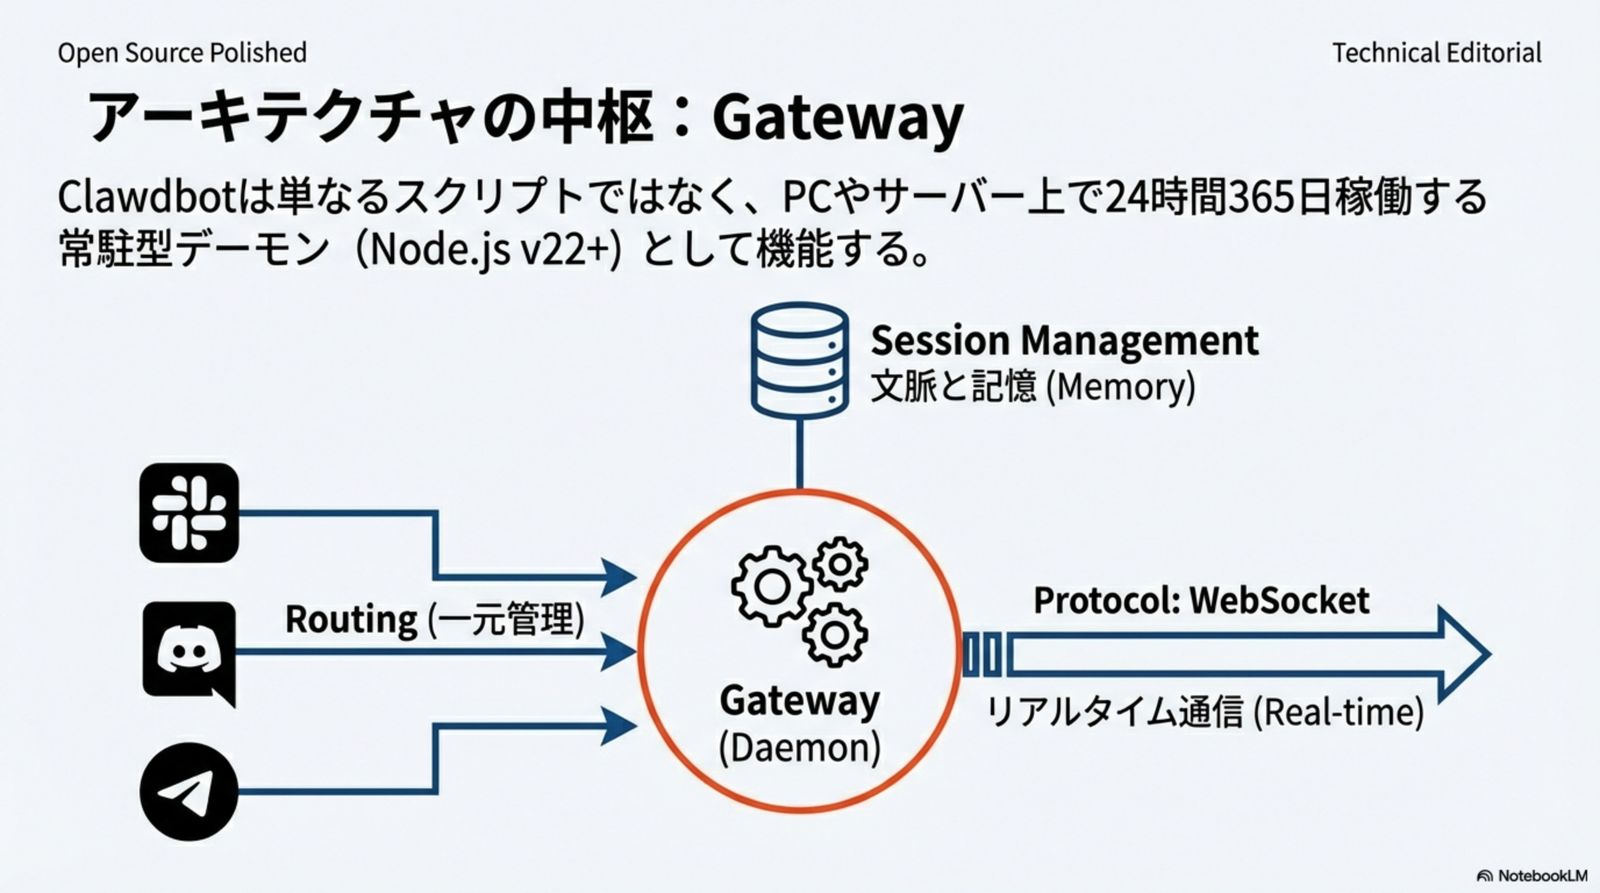 Open Source Polished
Technical Editorial
アーキテクチャの中枢：Gateway
Clawdbotは単なるスクリプトではなく、PCやサーバー上で24時間365日稼働する
常駐型デーモン（Node.js v22+）として機能する。
Session Management
文脈と記憶 (Memory)
Routing (一元管理)
Gateway
(Daemon)
Protocol: WebSocket
リアルタイム通信 (Real-time)
NotebookLM